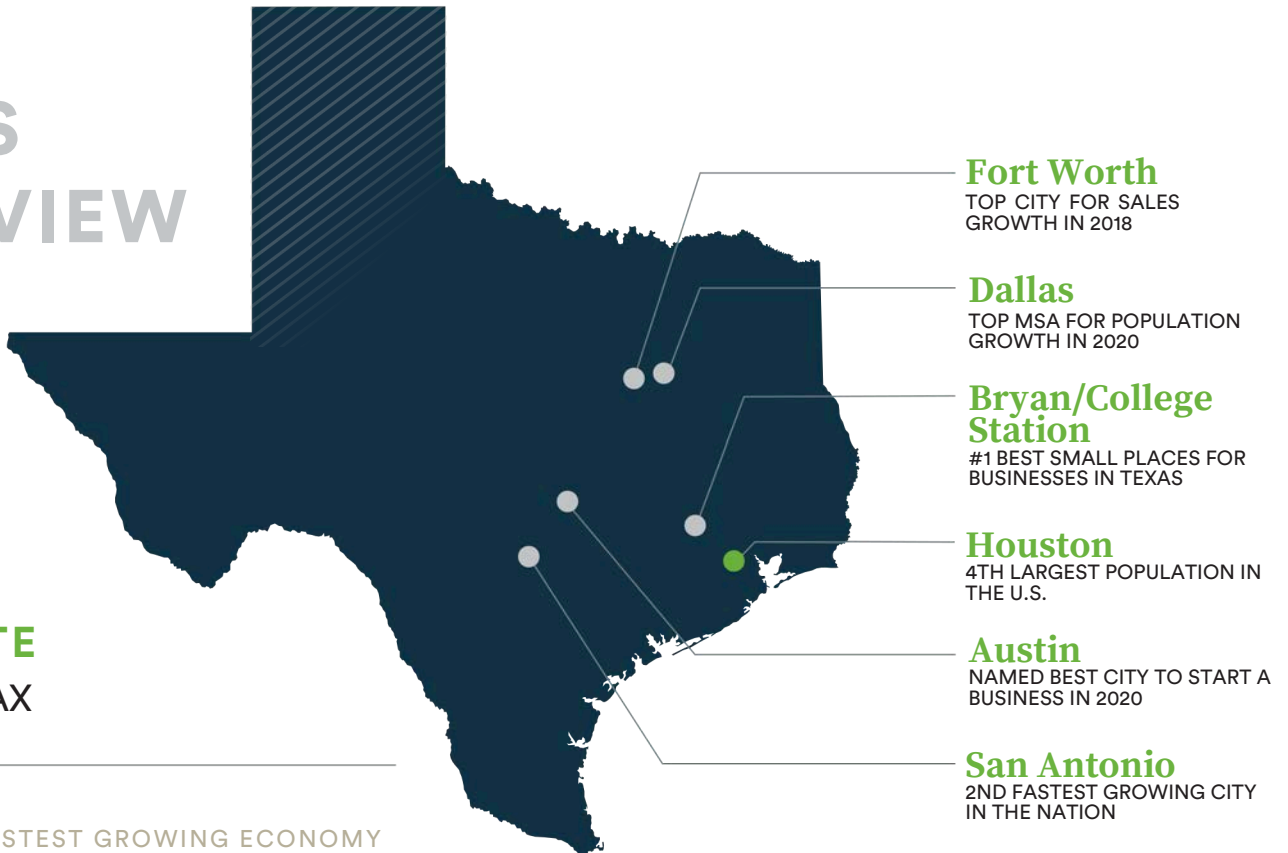 S
VIEW
Fort Worth
TOP CITY FOR SALES
GROWTH IN 2018
Dallas
TOP MSA FOR POPULATION
GROWTH IN 2020
Bryan/College
Station
#1 BEST SMALL PLACES FOR
BUSINESSES IN TEXAS
Houston
4TH LARGEST POPULATION IN
THE U.S.
Austin
NAMED BEST CITY TO START A
BUSINESS IN 2020
San Antonio
2ND FASTEST GROWING CITY
IN THE NATION
TE
AX
STEST GROWING ECONOMY